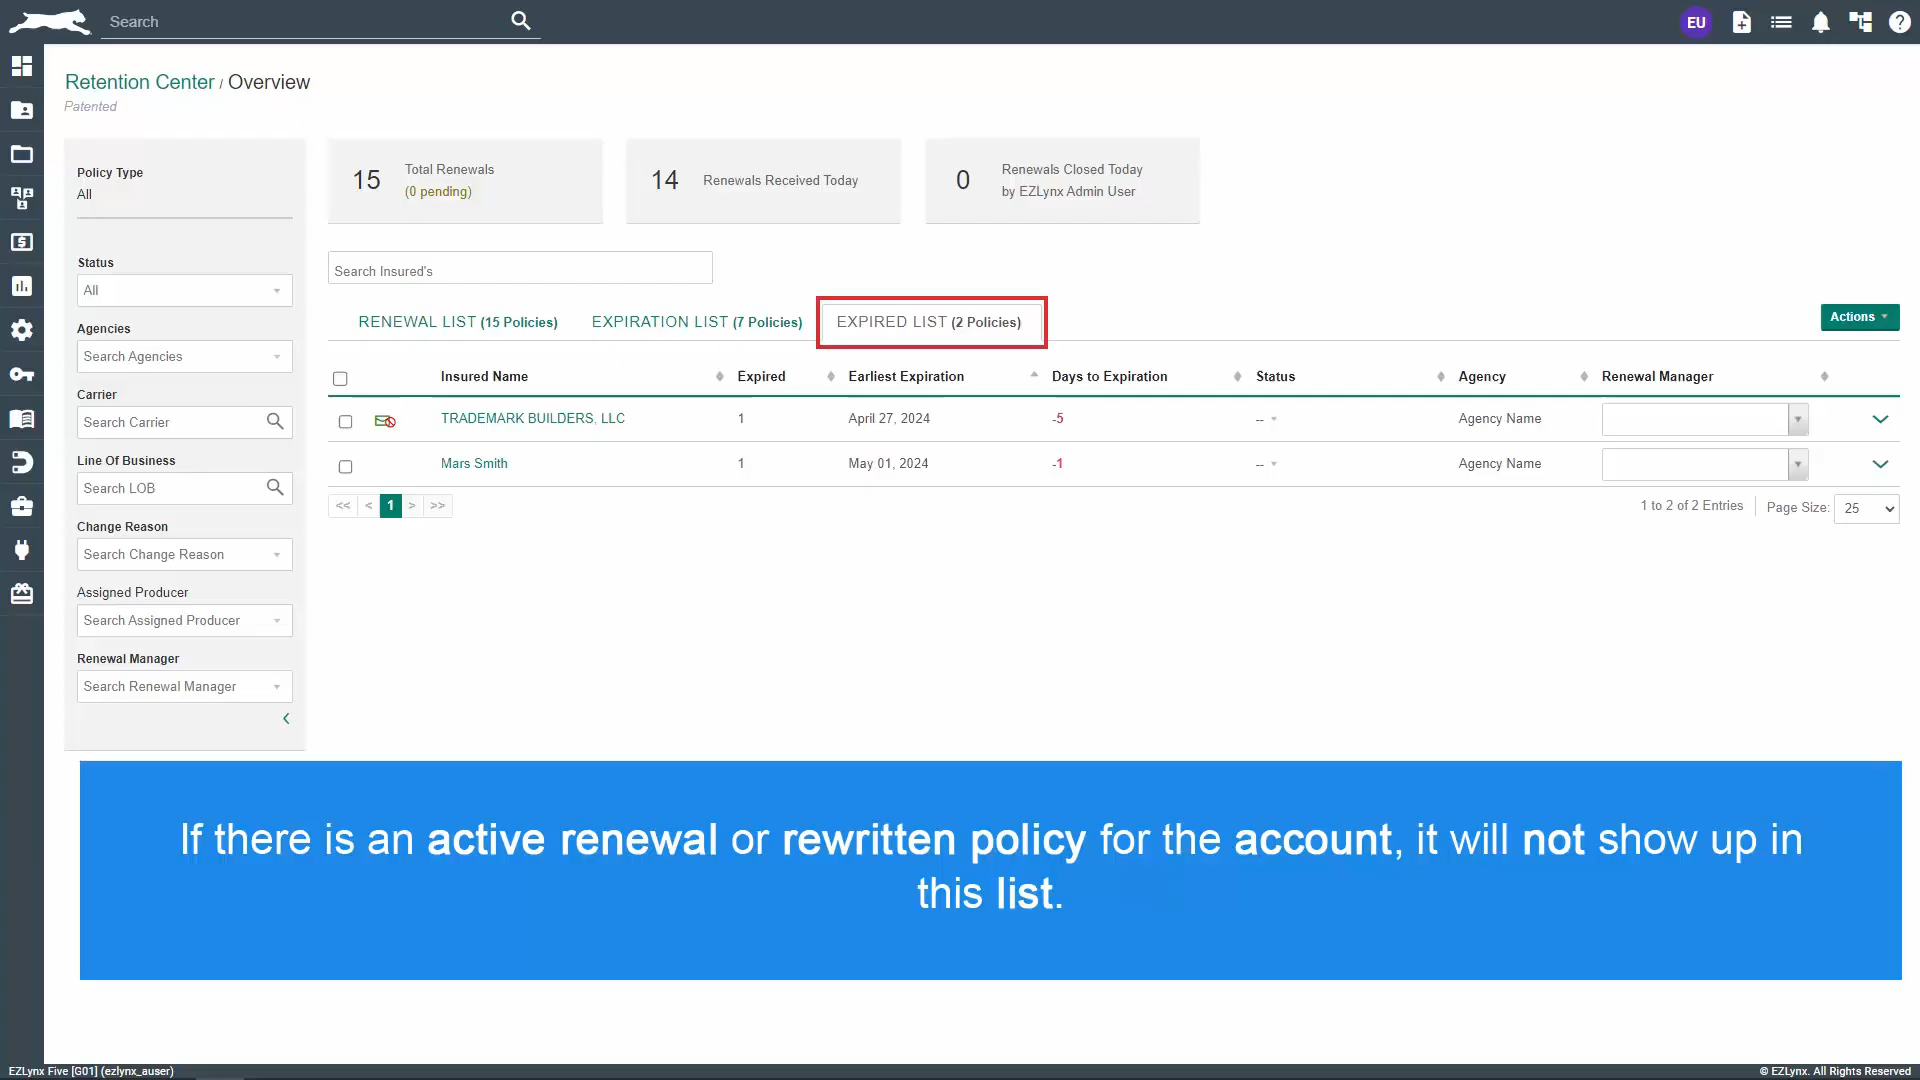 Search
EU
Retention Center / Overview
Patented
Policy Type
All
Status
All
Agencies
Search Agencies
Carrier
Search Carrier
Line Of Business
Search LOB
Change Reason
Search Change Reason
Assigned Producer
Search Assigned Producer
Renewal Manager
Search Renewal Manager
15
Total Renewals
(0 pending)
14
Renewals Received Today
0
Renewals Closed Today
by EZLynx Admin User
Search Insured's
RENEWAL LIST (15 Policies)
EXPIRATION LIST (7 Policies)
EXPIRED LIST (2 Policies)
Actions
Insured Name Expired Earliest Expiration Days to Expiration Status Agency Renewal Manager
TRADEMARK BUILDERS, LLC 1 April 27, 2024 -5 -- Agency Name
Mars Smith 1 May 01, 2024 -1 -- Agency Name
<< < 1 > >>
1 to 2 of 2 Entries Page Size: 25
If there is an active renewal or rewritten policy for the account, it will not show up in
this list.
EZLynx Five [G01] (ezlynx_auser)
© EZLynx. All Rights Reserved